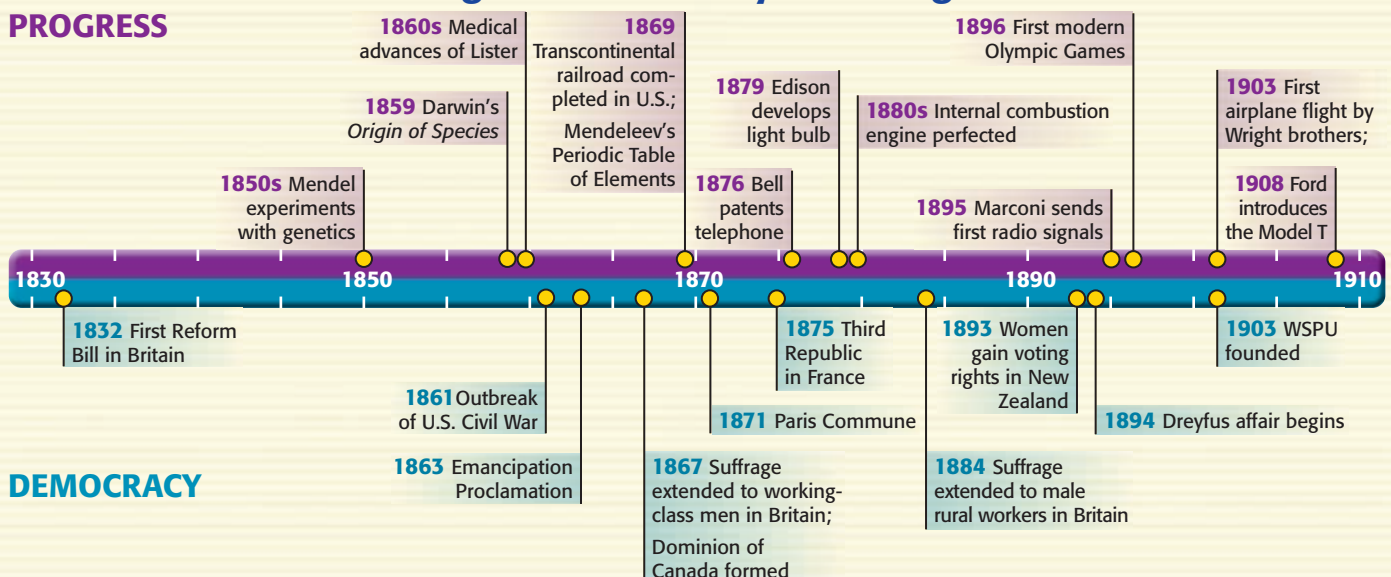 PROGRESS
1860s Medical
advances of Lister
1869
Transcontinental
railroad com-
pleted in U.S.;
Mendeleev's
Periodic Table
of Elements
1896 First modern
Olympic Games
1859 Darwin's
Origin of Species
1879 Edison
develops
light bulb
1880s Internal combustion
engine perfected
1903 First
airplane flight by
Wright brothers;
1850s Mendel
experiments
with genetics
1876 Bell
patents
telephone
1895 Marconi sends
first radio signals
1908 Ford
introduces
the Model T
1830 1850 1870 1890 1910
1832 First Reform
Bill in Britain
1861 Outbreak
of U.S. Civil War
1863 Emancipation
Proclamation
1867 Suffrage
extended to working-
class men in Britain;
Dominion of
Canada formed
1871 Paris Commune
1875 Third
Republic
in France
1884 Suffrage
extended to male
rural workers in Britain
1893 Women
gain voting
rights in New
Zealand
1894 Dreyfus affair begins
1903 WSPU
founded
DEMOCRACY